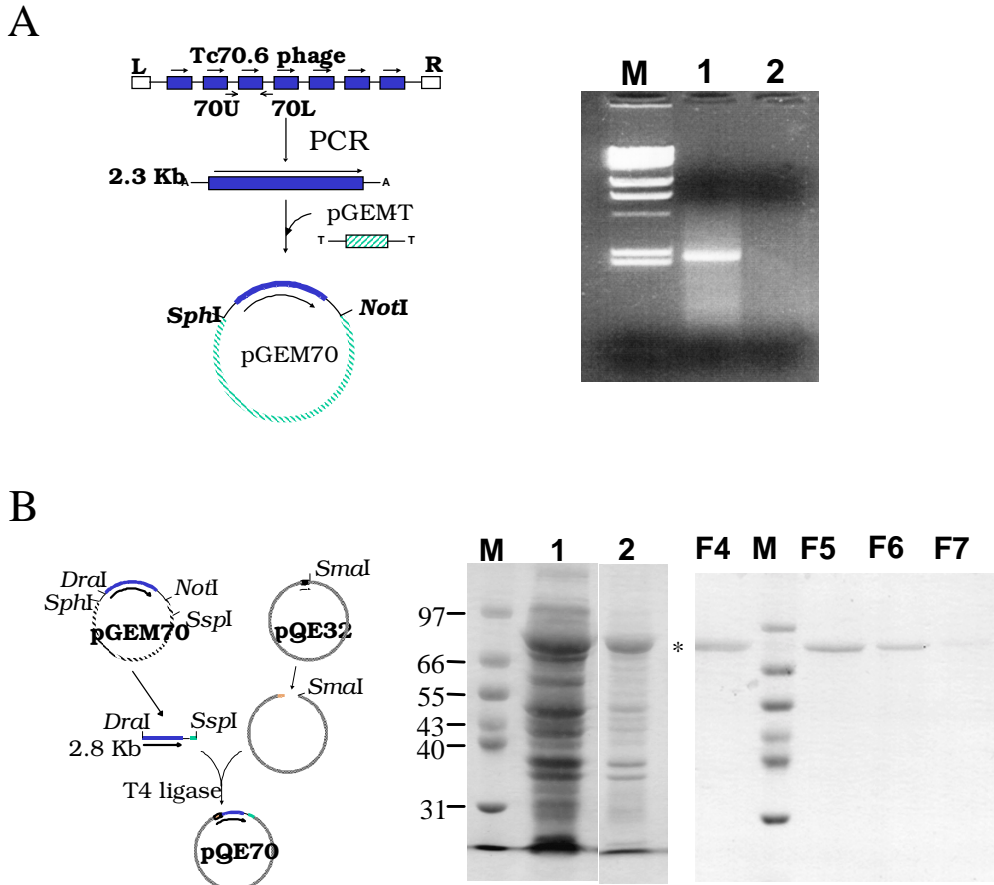 A
Tc70.6 phage
L
R
70U
70L
PCR
2.3 Kb
A
A
pGEM-T
T
T
SphI
NotI
pGEM70
M 1 2
B
DraI
SphI
NotI
SspI
pGEM70
SmaI
pQE32
SmaI
DraI
SspI
2.8 Kb
T4 ligase
pQE70
M 1 2
97
66
55
43
40
31
F4 M F5 F6 F7
*